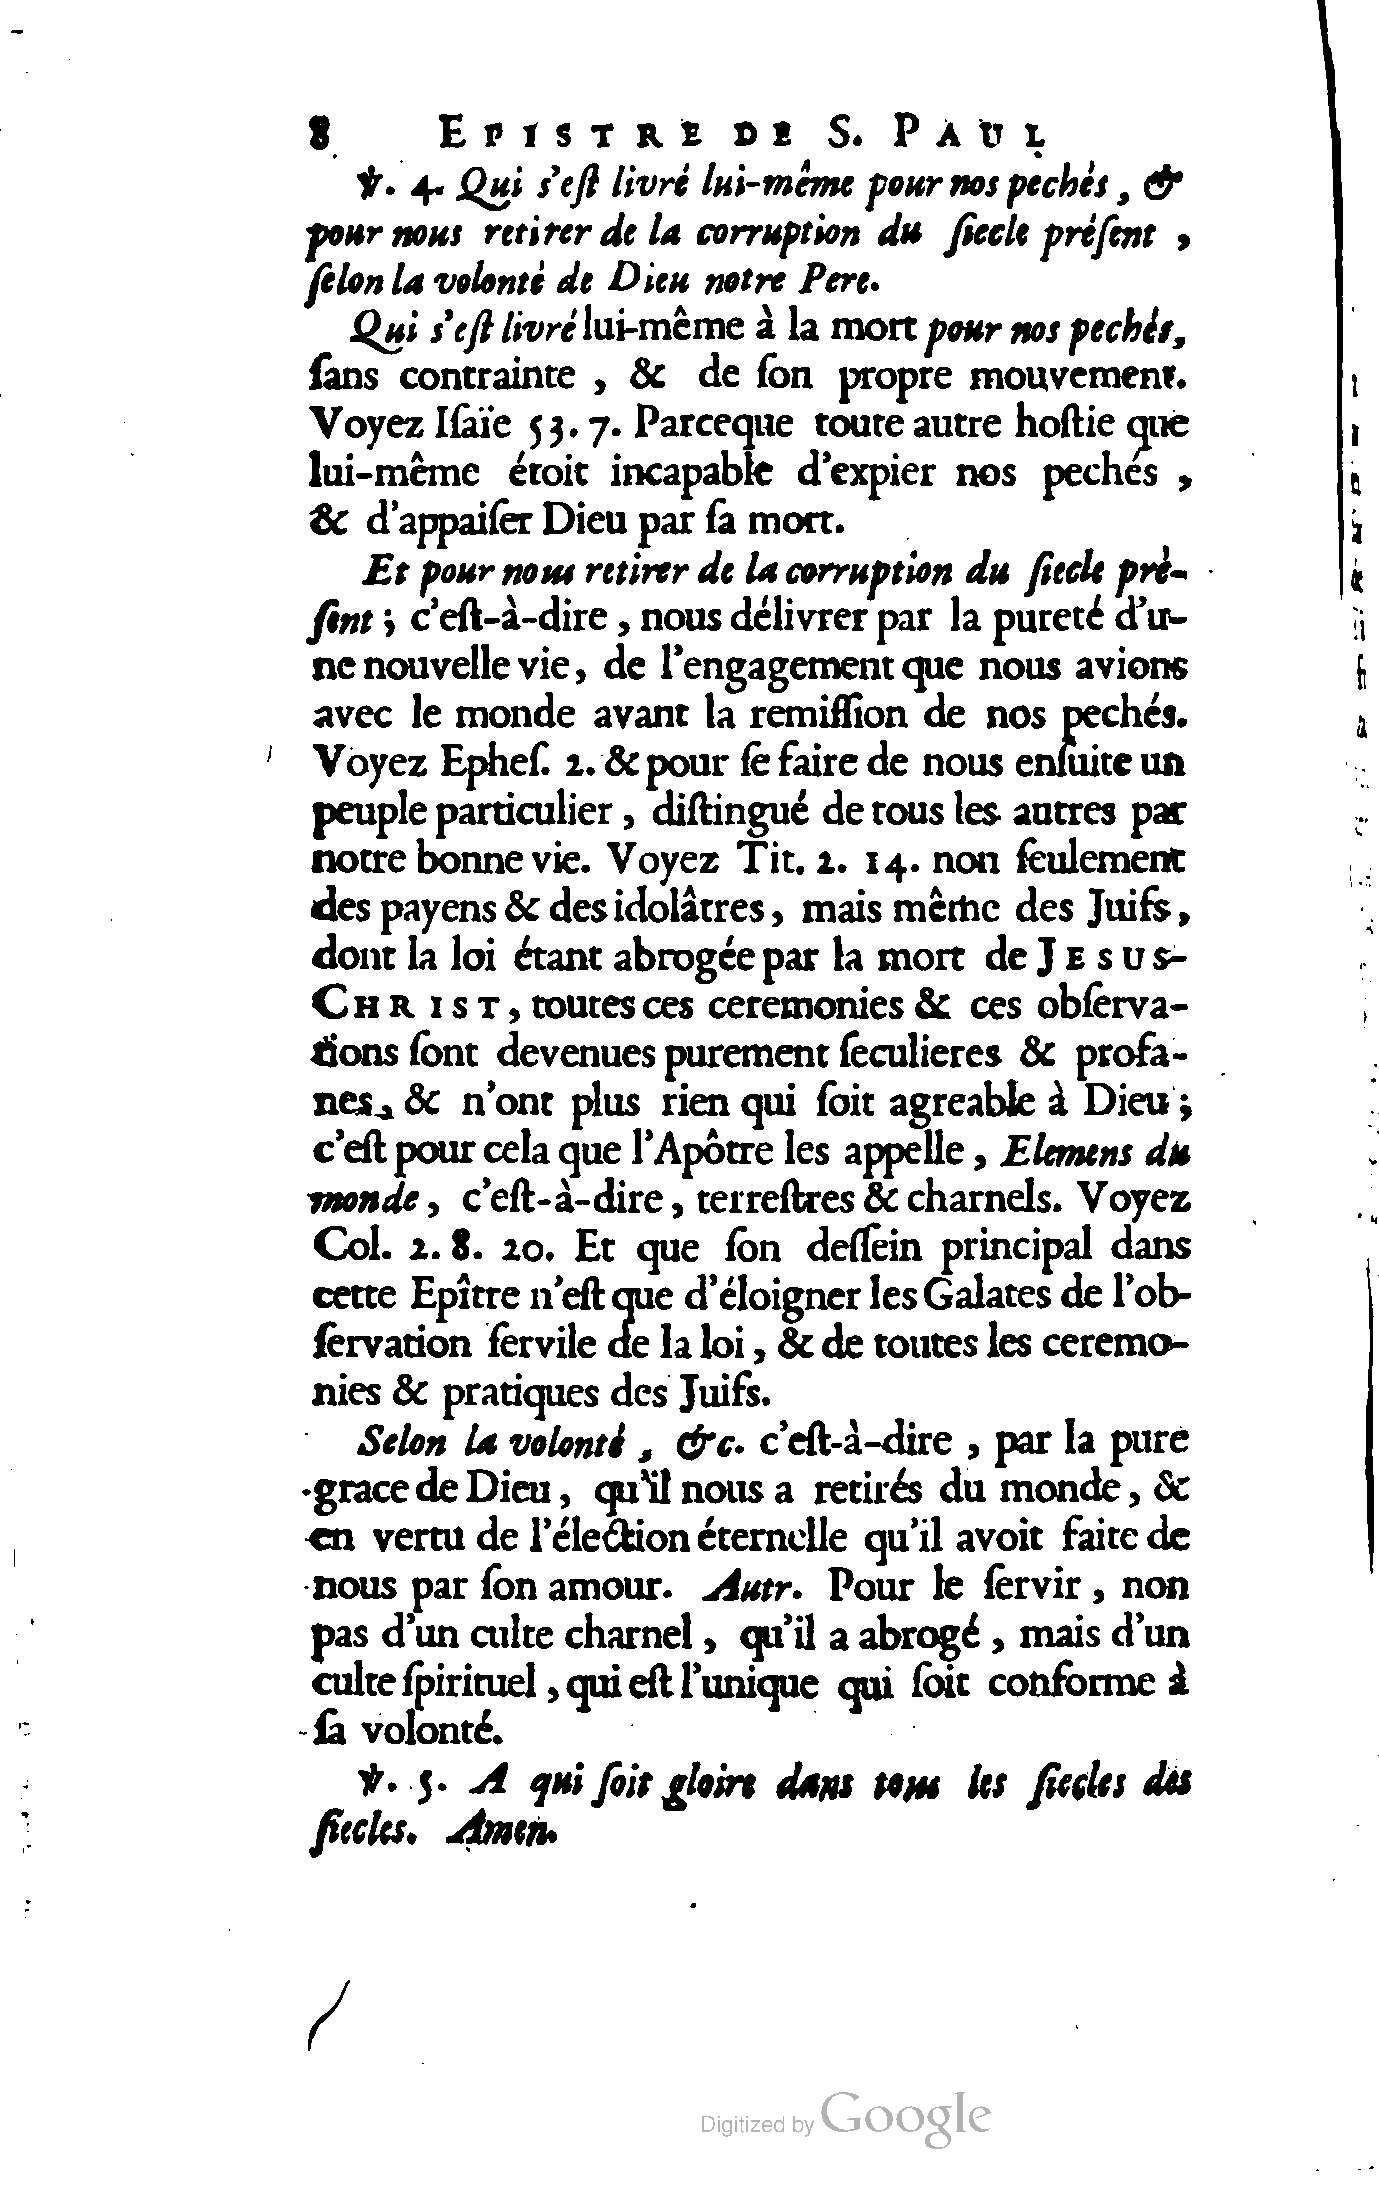 8 EPISTRE DE S. PAUL
℣. 4. Qui s'eſt livré lui-même pour nos pechés, &
pour nous retirer de la corruption du ſiecle préſent,
ſelon la volonté de Dieu notre Pere.
Qui s'eſt livré lui-même à la mort pour nos pechés,
ſans contrainte, & de ſon propre mouvement.
Voyez Iſaïe 53. 7. Parceque toute autre hoſtie que
lui-même étoit incapable d'expier nos pechés,
& d'appaiſer Dieu par ſa mort.
Et pour nous retirer de la corruption du ſiecle pré-
ſent; c'eſt-à-dire, nous délivrer par la pureté d'u-
ne nouvelle vie, de l'engagement que nous avions
avec le monde avant la remiſſion de nos pechés.
Voyez Epheſ. 2. & pour ſe faire de nous enſuite un
peuple particulier, diſtingué de tous les autres par
notre bonne vie. Voyez Tit. 2. 14. non ſeulement
des payens & des idolâtres, mais même des Juifs,
dont la loi étant abrogée par la mort de JESUS-
CHRIST, toutes ces ceremonies & ces obſerva-
tions ſont devenues purement ſeculieres & profa-
nes, & n'ont plus rien qui ſoit agreable à Dieu;
c'eſt pour cela que l'Apôtre les appelle, Elemens du
monde, c'eſt-à-dire, terreſtres & charnels. Voyez
Col. 2. 8. 20. Et que ſon deſſein principal dans
cette Epître n'eſt que d'éloigner les Galates de l'ob-
ſervation ſervile de la loi, & de toutes les ceremo-
nies & pratiques des Juifs.
Selon la volonté, &c. c'eſt-à-dire, par la pure
grace de Dieu, qu'il nous a retirés du monde, &
en vertu de l'élection éternelle qu'il avoit faite de
nous par ſon amour. Autr. Pour le ſervir, non
pas d'un culte charnel, qu'il a abrogé, mais d'un
culte ſpirituel, qui eſt l'unique qui ſoit conforme à
ſa volonté.
℣. 5. A qui ſoit gloire dans tous les ſiecles des
ſiecles. Amen.
Digitized by Google